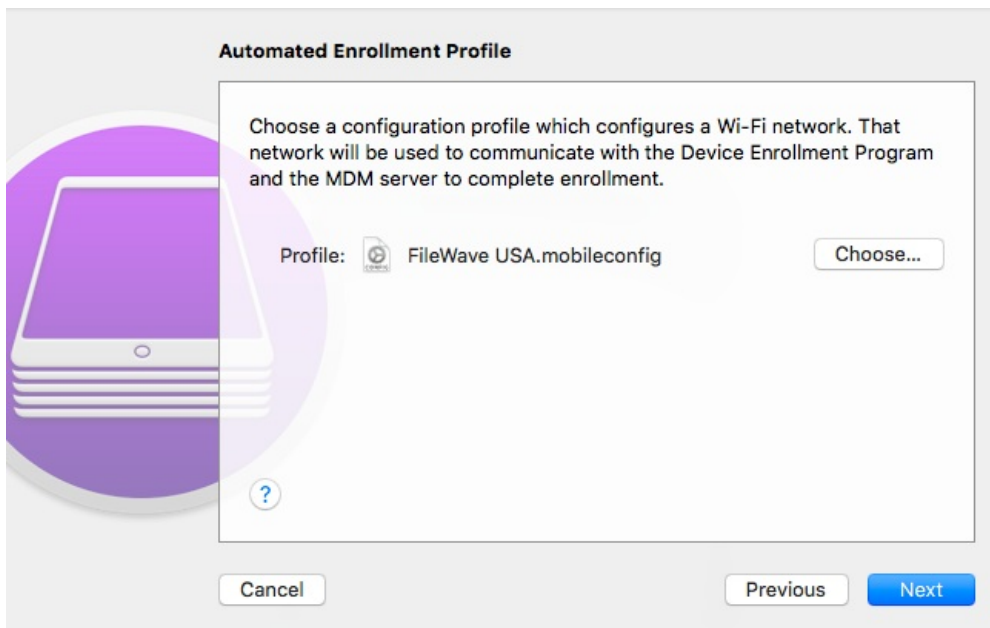 Automated Enrollment Profile
Choose a configuration profile which configures a Wi-Fi network. That
network will be used to communicate with the Device Enrollment Program
and the MDM server to complete enrollment.
Profile: CONFIG FileWave USA.mobileconfig Choose...
?
Cancel Previous Next